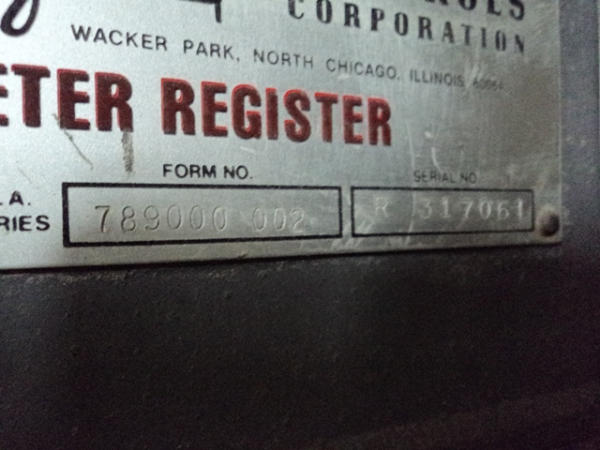 CORPORATION
WACKER PARK, NORTH CHICAGO, ILLINOIS
ETER REGISTER
FORM NO. SERIAL NO
.A.
RIES
789000 002 R 317061